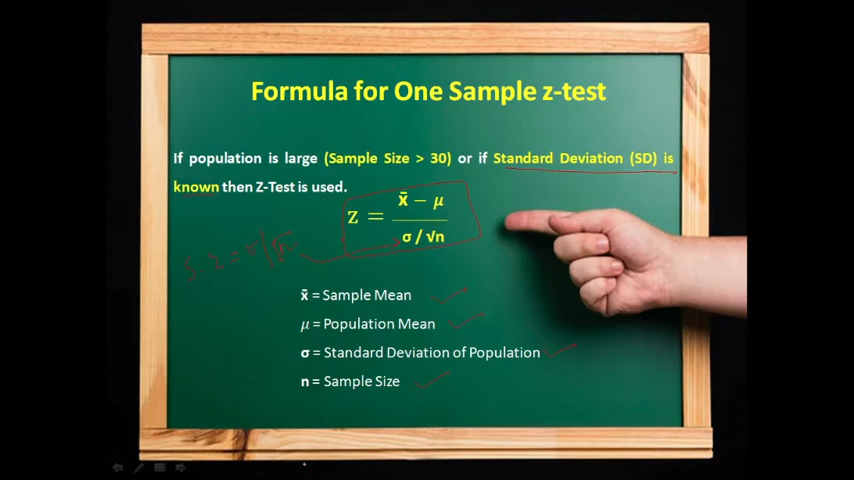 Formula for One Sample z-test
If population is large (Sample Size > 30) or if Standard Deviation (SD) is
known then Z-Test is used.
z = x̄ − μ
σ / √n
S.E = σ/√n
x̄ = Sample Mean
μ = Population Mean
σ = Standard Deviation of Population
n = Sample Size